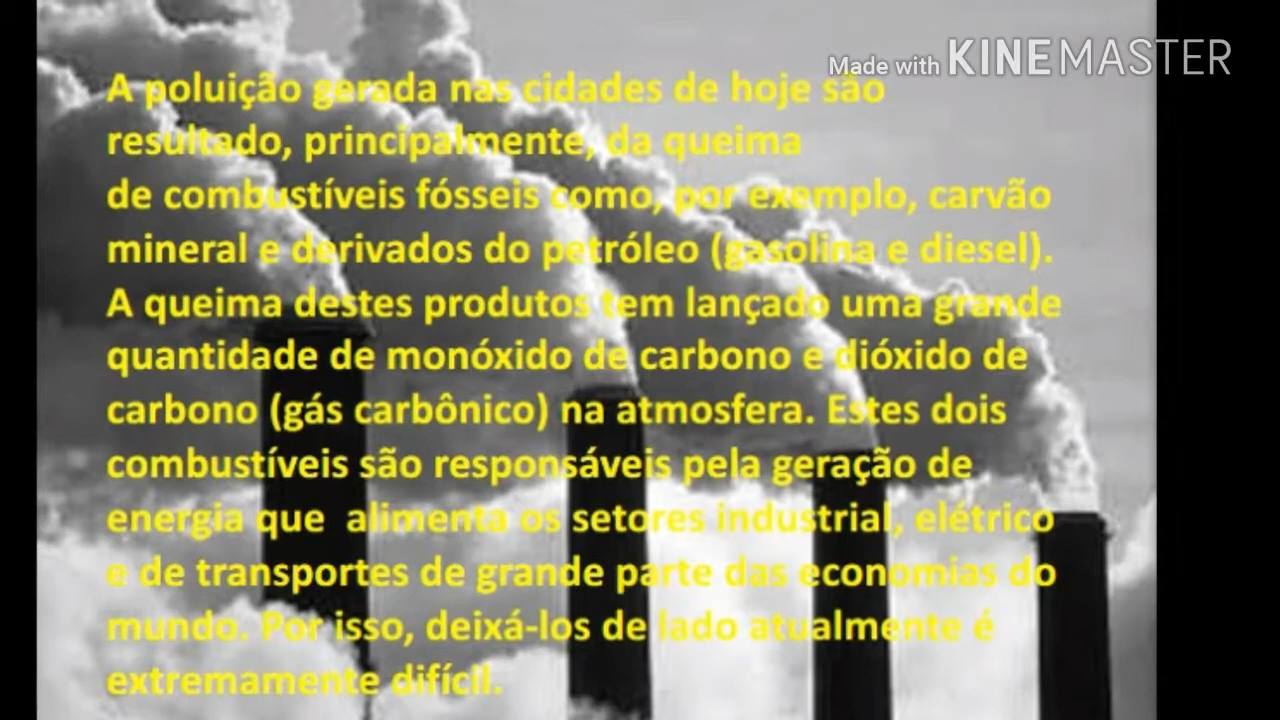 Made with KINEMASTER
A poluição gerada nas cidades de hoje são
resultado, principalmente, da queima
de combustíveis fósseis como, por exemplo, carvão
mineral e derivados do petróleo (gasolina e diesel).
A queima destes produtos tem lançado uma grande
quantidade de monóxido de carbono e dióxido de
carbono (gás carbônico) na atmosfera. Estes dois
combustíveis são responsáveis pela geração de
energia que  alimenta os setores industrial, elétrico
e de transportes de grande parte das economias do
mundo. Por isso, deixá-los de lado atualmente é
extremamente difícil.